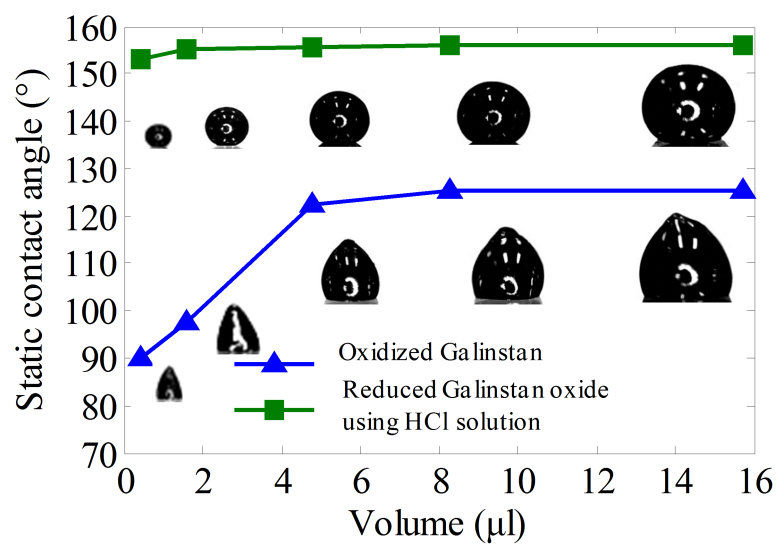 160
150
140
130
120
110
100
90
80
70
Static contact angle (°)
Oxidized Galinstan
Reduced Galinstan oxide
using HCl solution
0 2 4 6 8 10 12 14 16
Volume (μl)